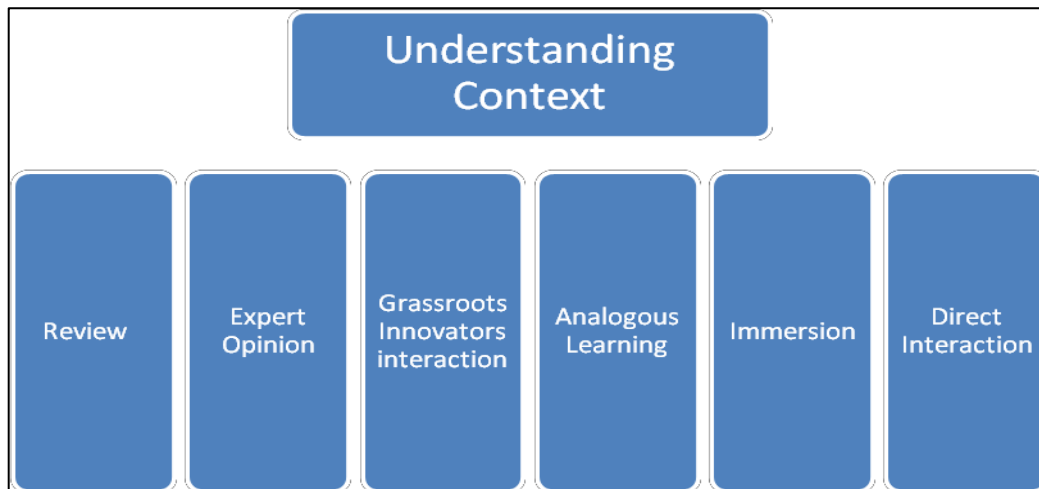 Understanding
Context
Review
Expert
Opinion
Grassroots
Innovators
interaction
Analogous
Learning
Immersion
Direct
Interaction